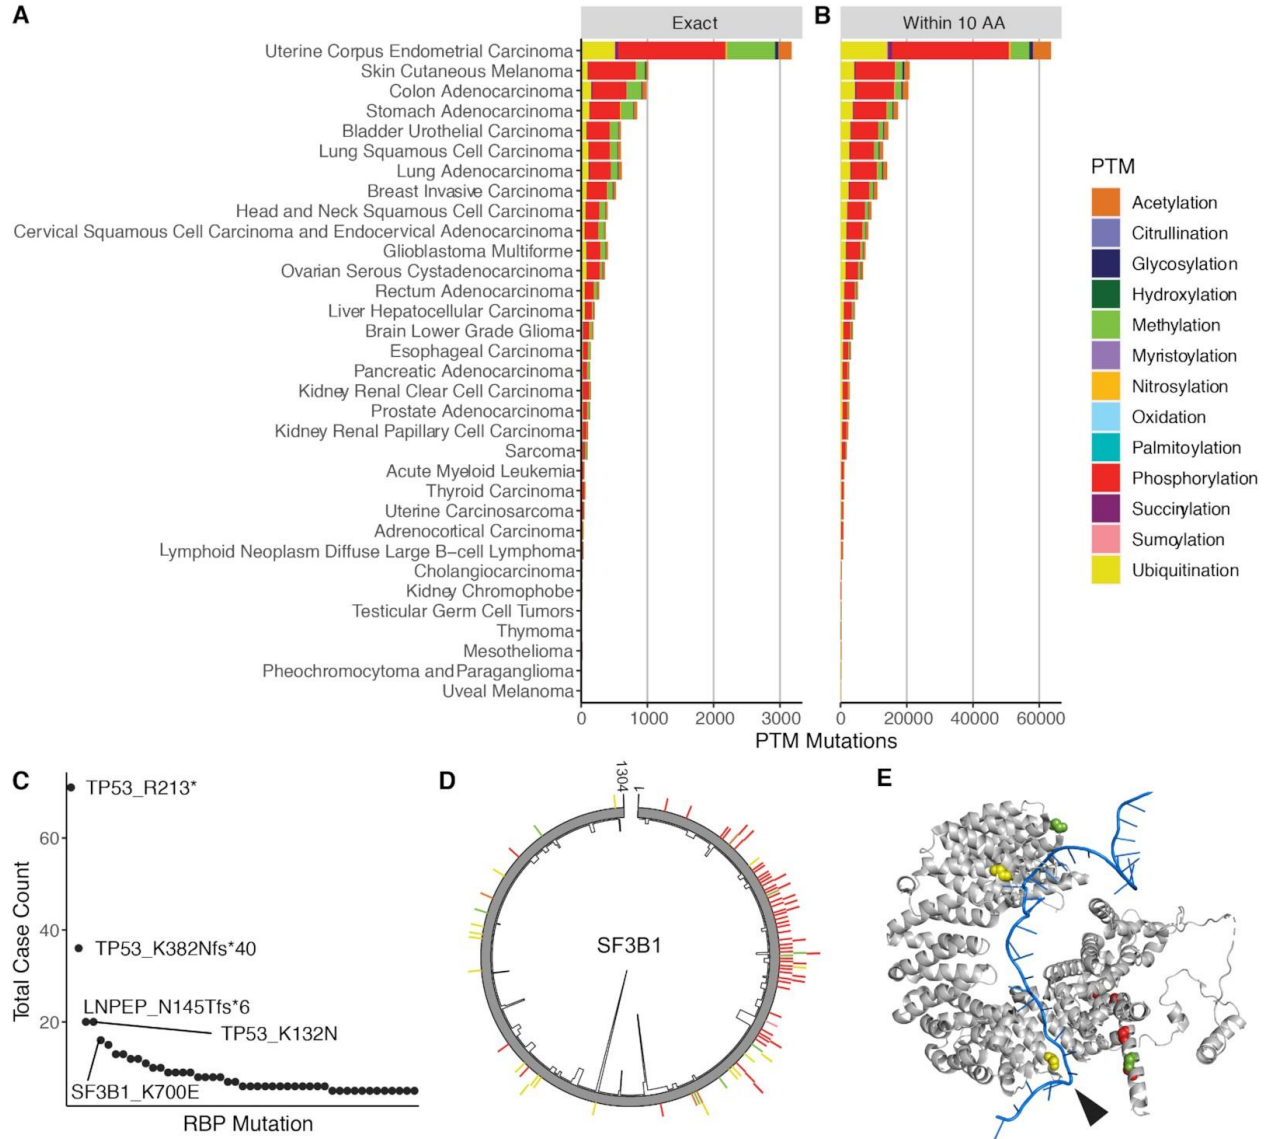 A
Exact
B
Within 10 AA
Uterine Corpus Endometrial Carcinoma
Skin Cutaneous Melanoma
Colon Adenocarcinoma
Stomach Adenocarcinoma
Bladder Urothelial Carcinoma
Lung Squamous Cell Carcinoma
Lung Adenocarcinoma
Breast Invasive Carcinoma
Head and Neck Squamous Cell Carcinoma
Cervical Squamous Cell Carcinoma and Endocervical Adenocarcinoma
Glioblastoma Multiforme
Ovarian Serous Cystadenocarcinoma
Rectum Adenocarcinoma
Liver Hepatocellular Carcinoma
Brain Lower Grade Glioma
Esophageal Carcinoma
Pancreatic Adenocarcinoma
Kidney Renal Clear Cell Carcinoma
Prostate Adenocarcinoma
Kidney Renal Papillary Cell Carcinoma
Sarcoma
Acute Myeloid Leukemia
Thyroid Carcinoma
Uterine Carcinosarcoma
Adrenocortical Carcinoma
Lymphoid Neoplasm Diffuse Large B−cell Lymphoma
Cholangiocarcinoma
Kidney Chromophobe
Testicular Germ Cell Tumors
Thymoma
Mesothelioma
Pheochromocytoma and Paraganglioma
Uveal Melanoma
0 1000 2000 3000
0 20000 40000 60000
PTM Mutations
PTM
Acetylation
Citrullination
Glycosylation
Hydroxylation
Methylation
Myristoylation
Nitrosylation
Oxidation
Palmitoylation
Phosphorylation
Succinylation
Sumoylation
Ubiquitination
C
Total Case Count
60
40
20
TP53_R213*
TP53_K382Nfs*40
LNPEP_N145Tfs*6
TP53_K132N
SF3B1_K700E
RBP Mutation
D
1304
1
SF3B1
E